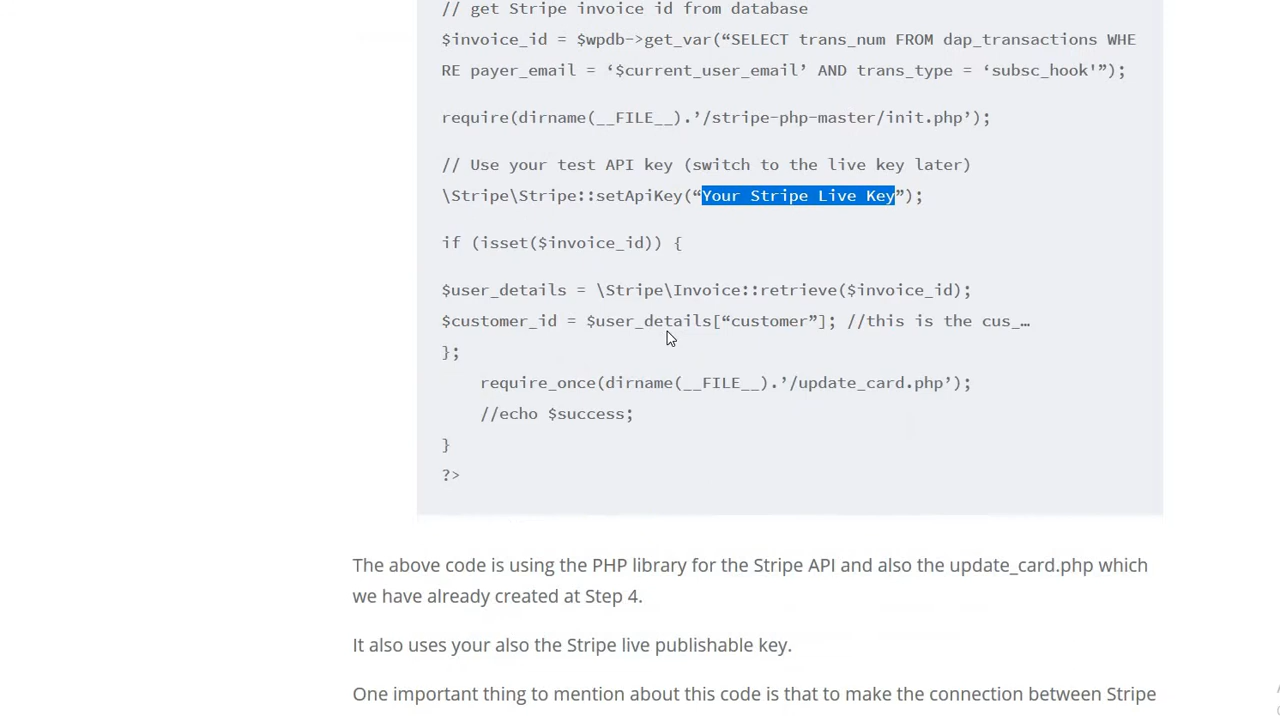 // get Stripe invoice id from database
$invoice_id = $wpdb->get_var(“SELECT trans_num FROM dap_transactions WHE
RE payer_email = ‘$current_user_email’ AND trans_type = ‘subsc_hook'”);
require(dirname(__FILE__).’/stripe-php-master/init.php’);
// Use your test API key (switch to the live key later)
\Stripe\Stripe::setApiKey(“Your Stripe Live Key”);
if (isset($invoice_id)) {
$user_details = \Stripe\Invoice::retrieve($invoice_id);
$customer_id = $user_details[“customer”]; //this is the cus_…
};
require_once(dirname(__FILE__).’/update_card.php’);
//echo $success;
}
?>
The above code is using the PHP library for the Stripe API and also the update_card.php which
we have already created at Step 4.
It also uses your also the Stripe live publishable key.
One important thing to mention about this code is that to make the connection between Stripe